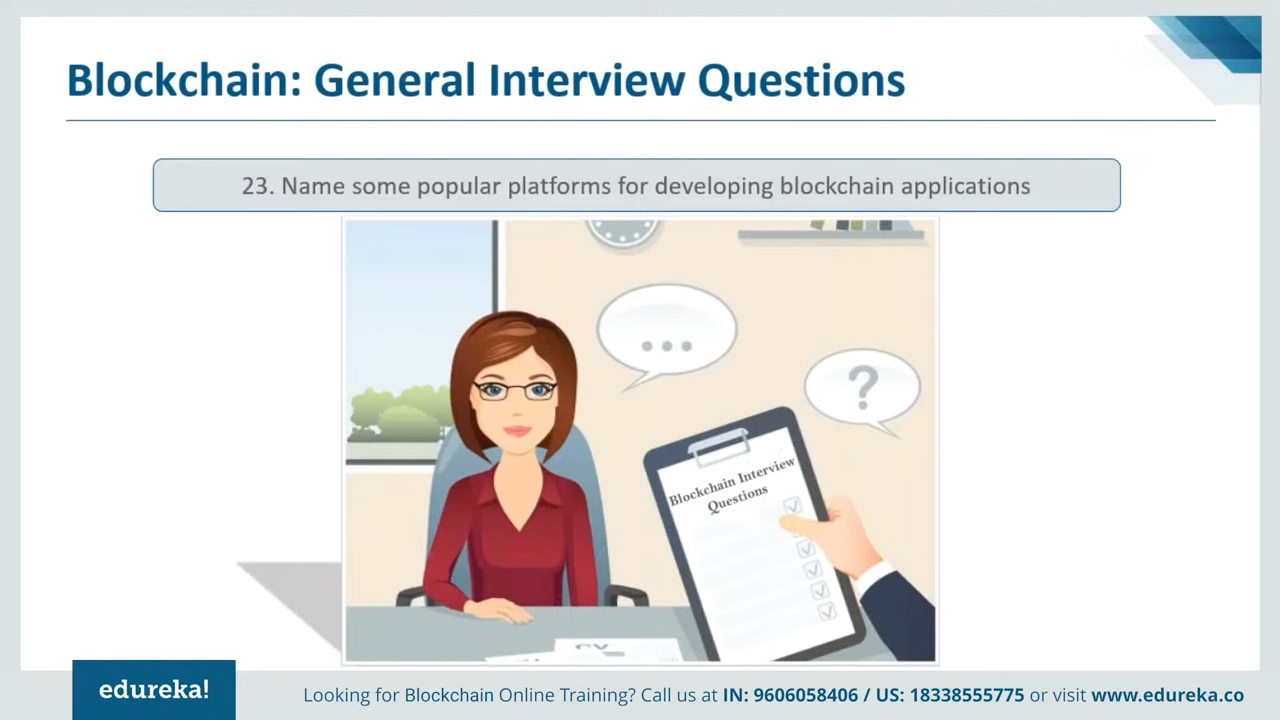 Blockchain: General Interview Questions
23. Name some popular platforms for developing blockchain applications
?
Blockchain Interview
Questions
edureka!
Looking for Blockchain Online Training? Call us at IN: 9606058406 / US: 18338555775 or visit www.edureka.co